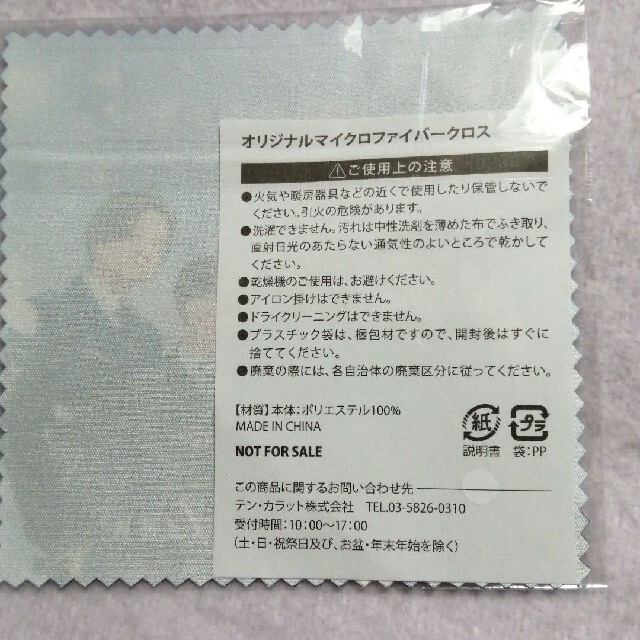 オリジナルマイクロファイバークロス
⚠ご使用上の注意
●火気や暖房器具などの近くで使用したり保管しないで
ください。引火の危険があります。
●洗濯できません。汚れは中性洗剤を薄めた布でふき取り、
直射日光のあたらない通気性のよいところで乾かして
ください。
●乾燥機のご使用は、お避けください。
●アイロン掛けはできません。
●ドライクリーニングはできません。
●プラスチック袋は、梱包材ですので、開封後はすぐに
捨ててください。
●廃棄の際には、各自治体の廃棄区分に従ってください。
【材質】本体：ポリエステル100%
MADE IN CHINA
NOT FOR SALE
紙 プラ
説明書 袋：PP
この商品に関するお問い合わせ先
テン・カラット株式会社 TEL.03-5826-0310
受付時間：10：00～17：00
（土・日・祝祭日及び、お盆・年末年始を除く）